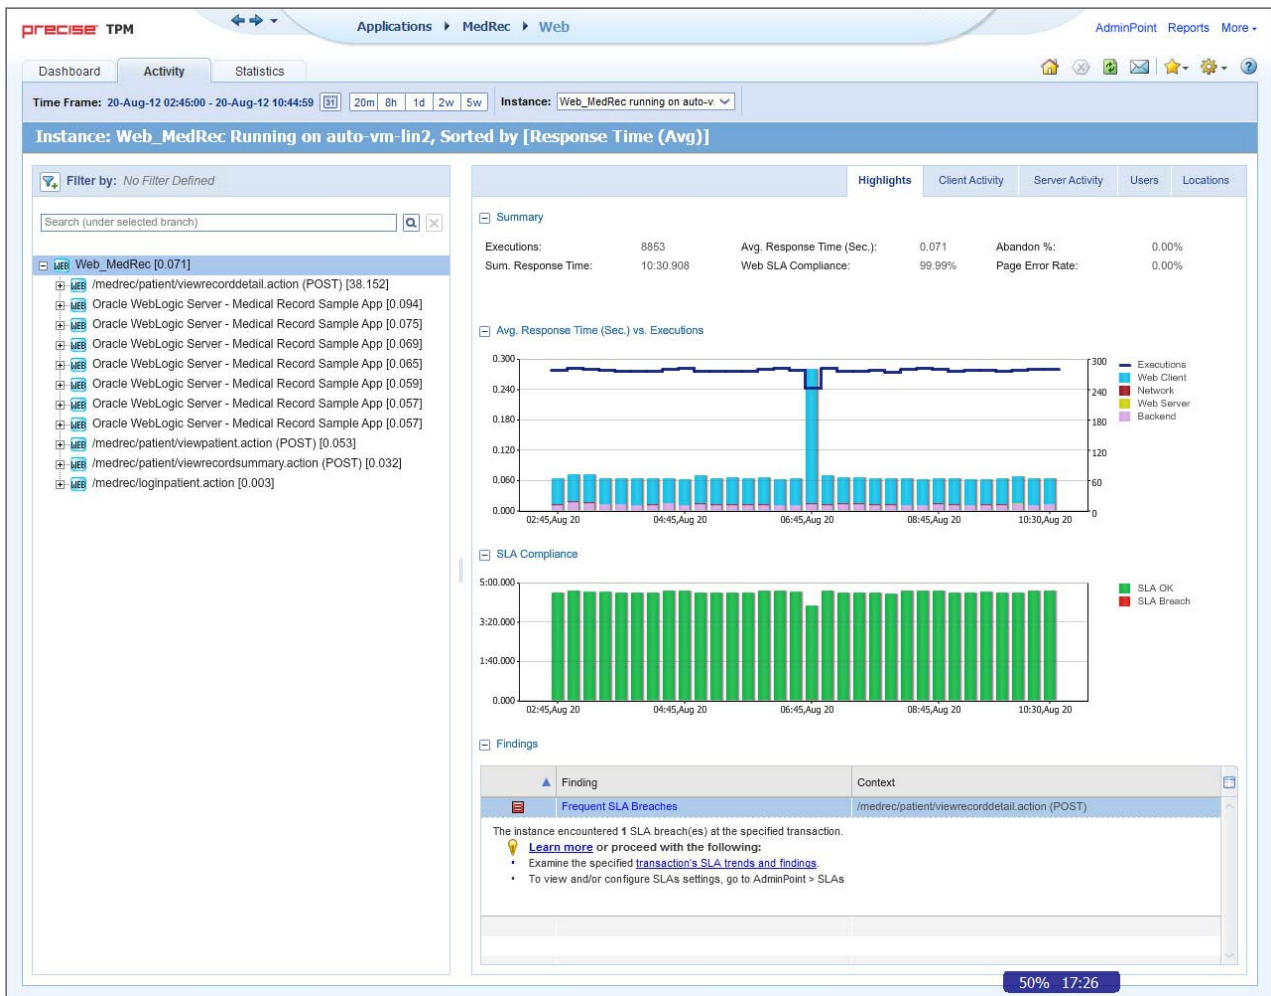 precise TPM
Applications MedRec Web
AdminPoint Reports More
Dashboard Activity Statistics
Time Frame: 20-Aug-12 02:45:00 - 20-Aug-12 10:44:59 31 20m 8h 1d 2w 5w Instance: Web_MedRec running on auto-v
Instance: Web_MedRec Running on auto-vm-lin2, Sorted by [Response Time (Avg)]
Filter by: No Filter Defined
Search (under selected branch)
WEB Web_MedRec [0.071]
WEB /medrec/patient/viewrecorddetail.action (POST) [38.152]
WEB Oracle WebLogic Server - Medical Record Sample App [0.094]
WEB Oracle WebLogic Server - Medical Record Sample App [0.075]
WEB Oracle WebLogic Server - Medical Record Sample App [0.069]
WEB Oracle WebLogic Server - Medical Record Sample App [0.065]
WEB Oracle WebLogic Server - Medical Record Sample App [0.059]
WEB Oracle WebLogic Server - Medical Record Sample App [0.057]
WEB Oracle WebLogic Server - Medical Record Sample App [0.057]
WEB /medrec/patient/viewpatient.action (POST) [0.053]
WEB /medrec/patient/viewrecordsummary.action (POST) [0.032]
WEB /medrec/loginpatient.action [0.003]
Highlights Client Activity Server Activity Users Locations
Summary
Executions: 8853 Avg. Response Time (Sec.): 0.071 Abandon %: 0.00%
Sum. Response Time: 10:30.908 Web SLA Compliance: 99.99% Page Error Rate: 0.00%
Avg. Response Time (Sec.) vs. Executions
0.300 300
0.240 240
0.180 180
0.120 120
0.060 60
0.000 0
02:45,Aug 20 04:45,Aug 20 06:45,Aug 20 08:45,Aug 20 10:30,Aug 20
Executions
Web Client
Network
Web Server
Backend
SLA Compliance
5:00.000
3:20.000
1:40.000
0.000
02:45,Aug 20 04:45,Aug 20 06:45,Aug 20 08:45,Aug 20 10:30,Aug 20
SLA OK
SLA Breach
Findings
Finding Context
Frequent SLA Breaches /medrec/patient/viewrecorddetail.action (POST)
The instance encountered 1 SLA breach(es) at the specified transaction.
Learn more or proceed with the following:
• Examine the specified transaction's SLA trends and findings.
• To view and/or configure SLAs settings, go to AdminPoint > SLAs
50% 17:26